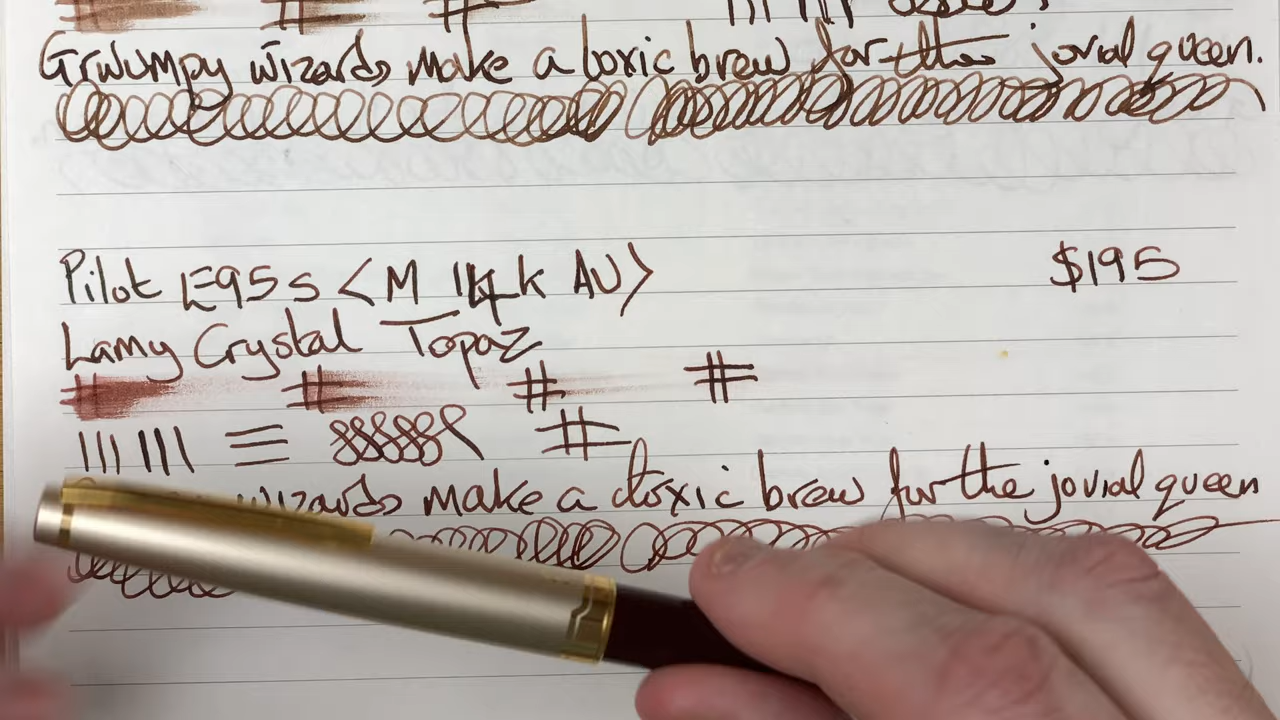 Grwumpy wizards make a toxic brew for the jovial queen.
Pilot E95s <M 14k AU> $195
Lamy Crystal Topaz
# # # #
||| ||| ☰ #
wizards make a toxic brew for the jovial queen